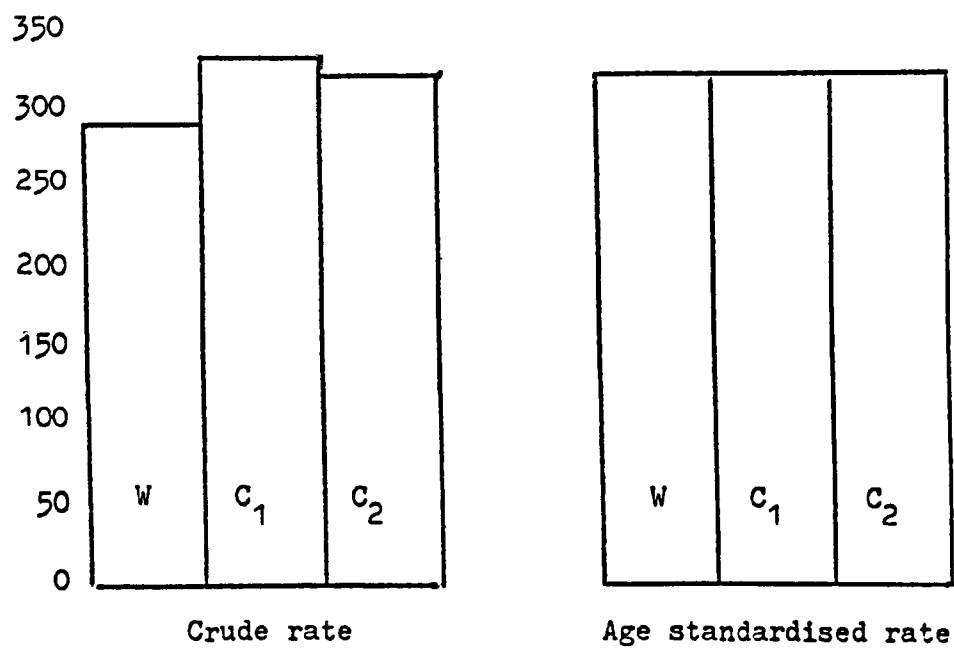 350
300
250
200
150
100
50
0
W C₁ C₂
W C₁ C₂
Crude rate
Age standardised rate